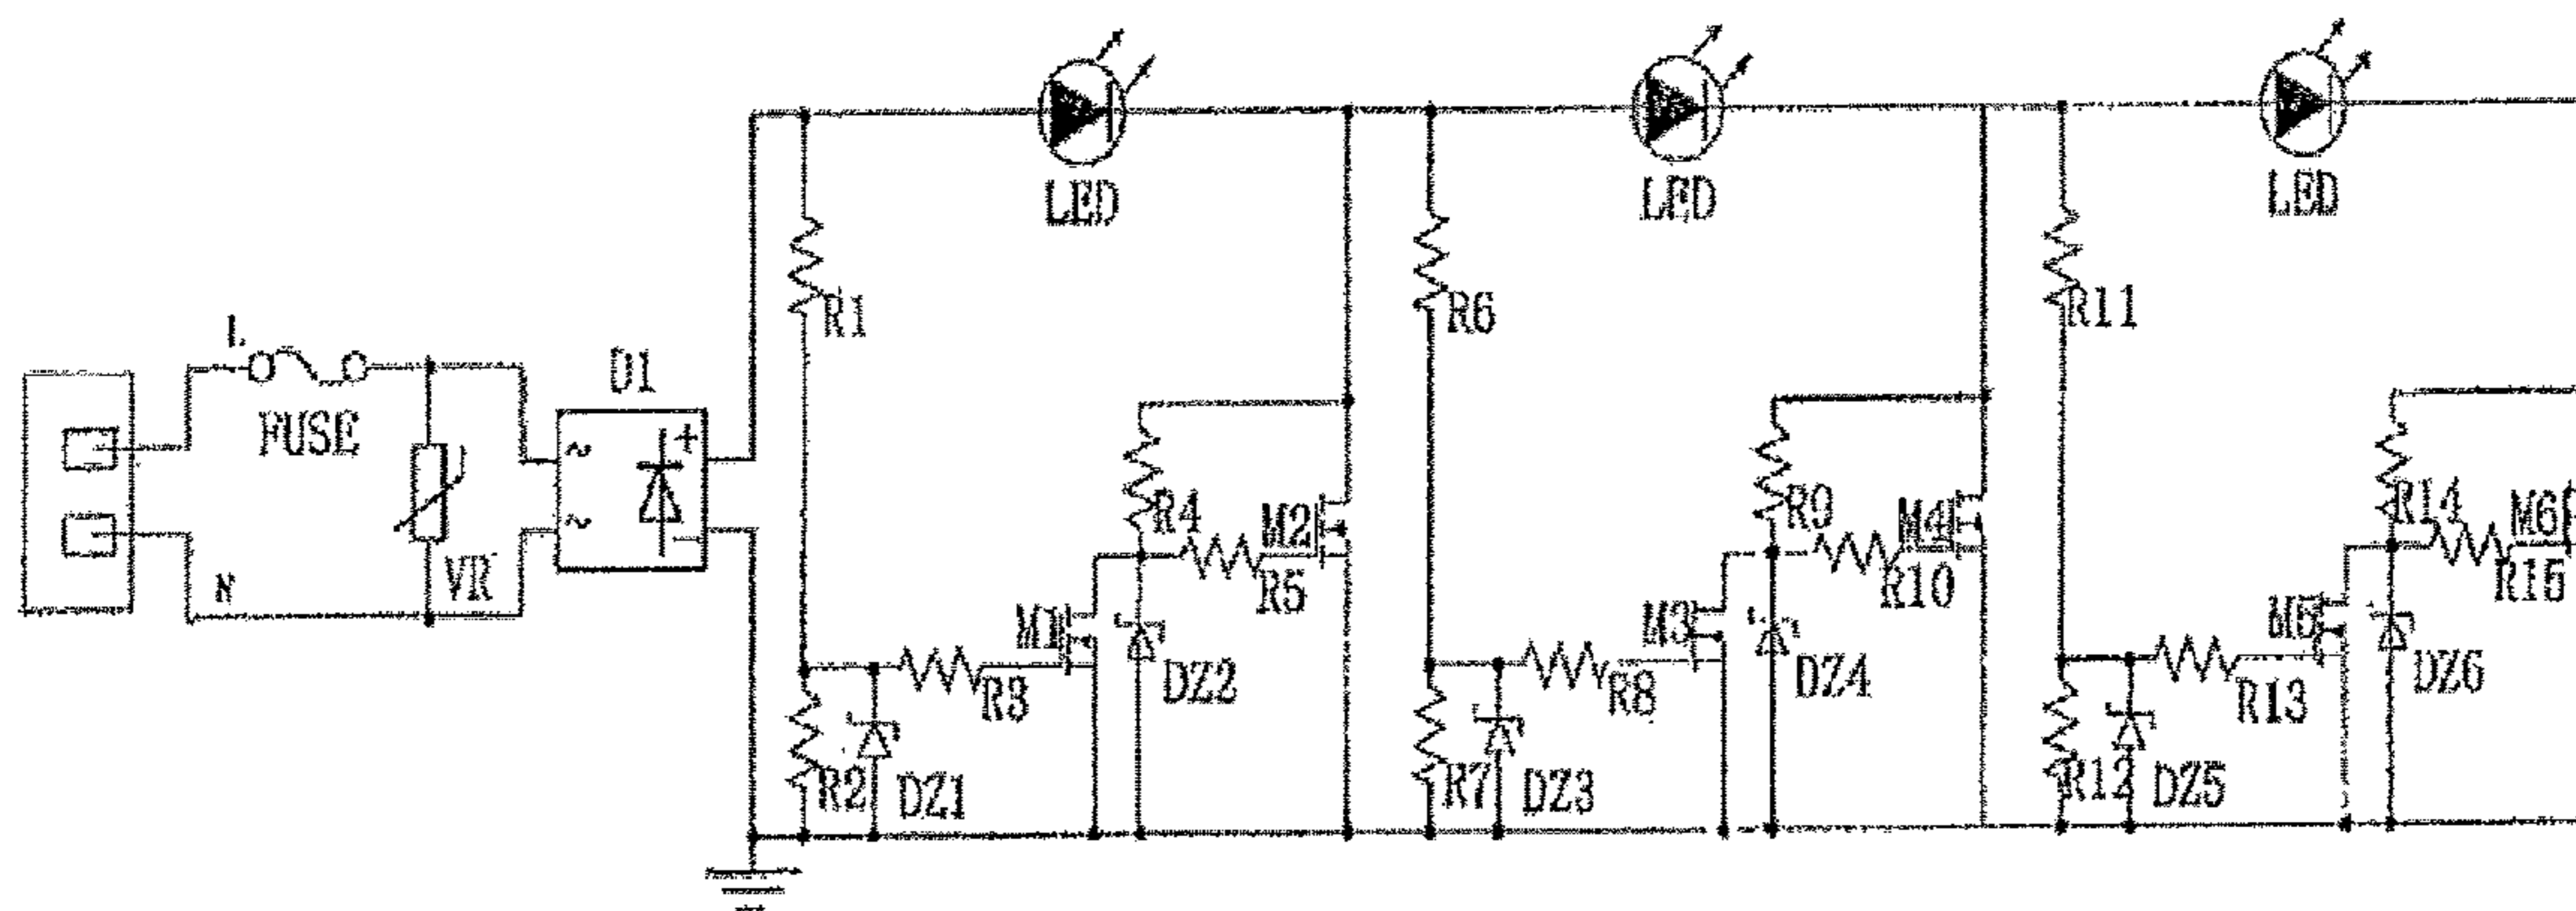 LED
LED
LED
R1
R6
R11
L
FUSE
D1
~
+
~
-
N
VR
R4
M2
R5
R9
M4
R10
R14
M6
R15
M1
R3
DZ2
M3
R8
DZ4
M5
R13
DZ6
R2
DZ1
R7
DZ3
R12
DZ5